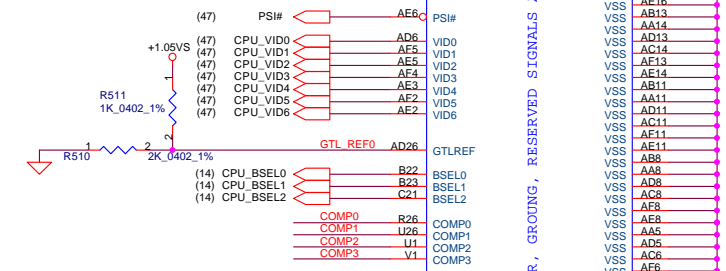 (47) PSI# AE6 PSI#
(47) CPU_VID0 AD6 VID0
(47) CPU_VID1 AF5 VID1
(47) CPU_VID2 AE5 VID2
(47) CPU_VID3 AF4 VID3
(47) CPU_VID4 AE3 VID4
(47) CPU_VID5 AF2 VID5
(47) CPU_VID6 AE2 VID6
+1.05VS
1
R511
1K_0402_1%
2
1 2
R510 2K_0402_1%
GTL_REF0 AD26 GTLREF
(14) CPU_BSEL0 B22 BSEL0
(14) CPU_BSEL1 B23 BSEL1
(14) CPU_BSEL2 C21 BSEL2
COMP0 R26 COMP0
COMP1 U26 COMP1
COMP2 U1 COMP2
COMP3 V1 COMP3
R, GROUNG, RESERVED SIGNALS
VSS AE16
VSS AB13
VSS AA14
VSS AD13
VSS AC14
VSS AF13
VSS AE14
VSS AB11
VSS AA11
VSS AD11
VSS AC11
VSS AF11
VSS AE11
VSS AB8
VSS AA8
VSS AD8
VSS AC8
VSS AF8
VSS AE8
VSS AA5
VSS AD5
VSS AC6
VSS AF6